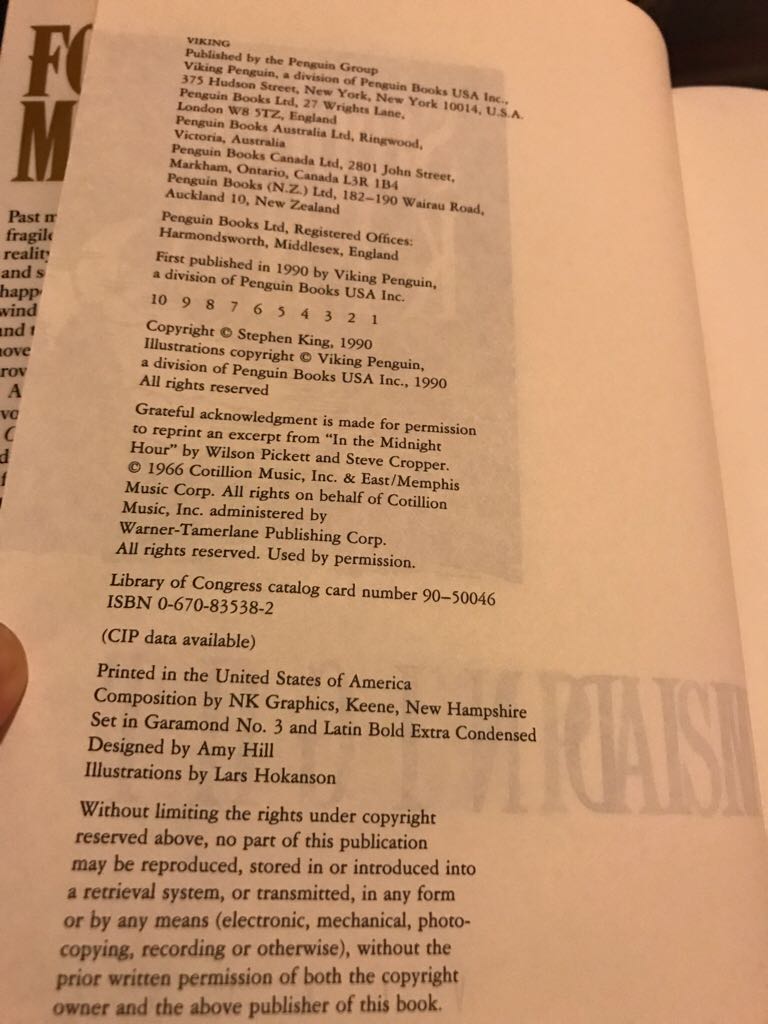 VIKING
Published by the Penguin Group
Viking Penguin, a division of Penguin Books USA Inc.,
375 Hudson Street, New York, New York 10014, U.S.A.
Penguin Books Ltd, 27 Wrights Lane,
London W8 5TZ, England
Penguin Books Australia Ltd, Ringwood,
Victoria, Australia
Penguin Books Canada Ltd, 2801 John Street,
Markham, Ontario, Canada L3R 1B4
Penguin Books (N.Z.) Ltd, 182–190 Wairau Road,
Auckland 10, New Zealand
Penguin Books Ltd, Registered Offices:
Harmondsworth, Middlesex, England
First published in 1990 by Viking Penguin,
a division of Penguin Books USA Inc.
10 9 8 7 6 5 4 3 2 1
Copyright © Stephen King, 1990
Illustrations copyright © Viking Penguin,
a division of Penguin Books USA Inc., 1990
All rights reserved
Grateful acknowledgment is made for permission
to reprint an excerpt from "In the Midnight
Hour" by Wilson Pickett and Steve Cropper.
© 1966 Cotillion Music, Inc. & East/Memphis
Music Corp. All rights on behalf of Cotillion
Music, Inc. administered by
Warner-Tamerlane Publishing Corp.
All rights reserved. Used by permission.
Library of Congress catalog card number 90–50046
ISBN 0-670-83538-2
(CIP data available)
Printed in the United States of America
Composition by NK Graphics, Keene, New Hampshire
Set in Garamond No. 3 and Latin Bold Extra Condensed
Designed by Amy Hill
Illustrations by Lars Hokanson
Without limiting the rights under copyright
reserved above, no part of this publication
may be reproduced, stored in or introduced into
a retrieval system, or transmitted, in any form
or by any means (electronic, mechanical, photo-
copying, recording or otherwise), without the
prior written permission of both the copyright
owner and the above publisher of this book.
Past
and